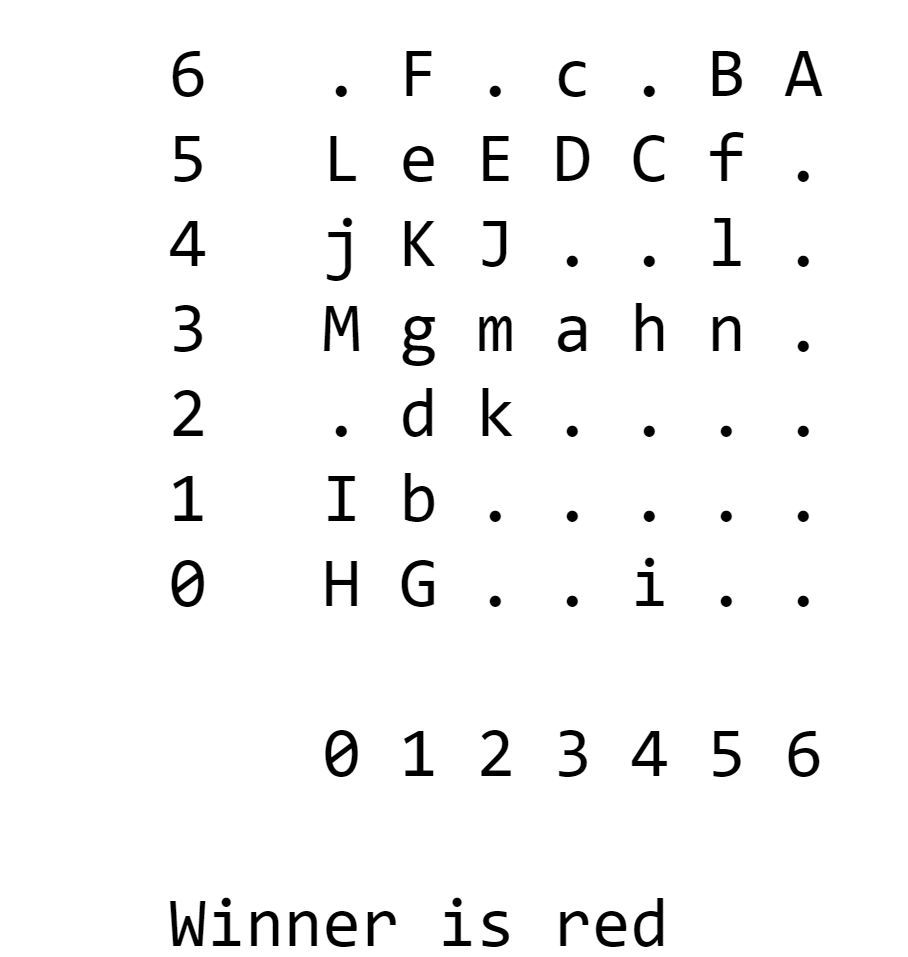 6 . F . c . B A
5 L e E D C f .
4 j K J . . l .
3 M g m a h n .
2 . d k . . . .
1 I b . . . . .
0 H G . . i . .
0 1 2 3 4 5 6
Winner is red